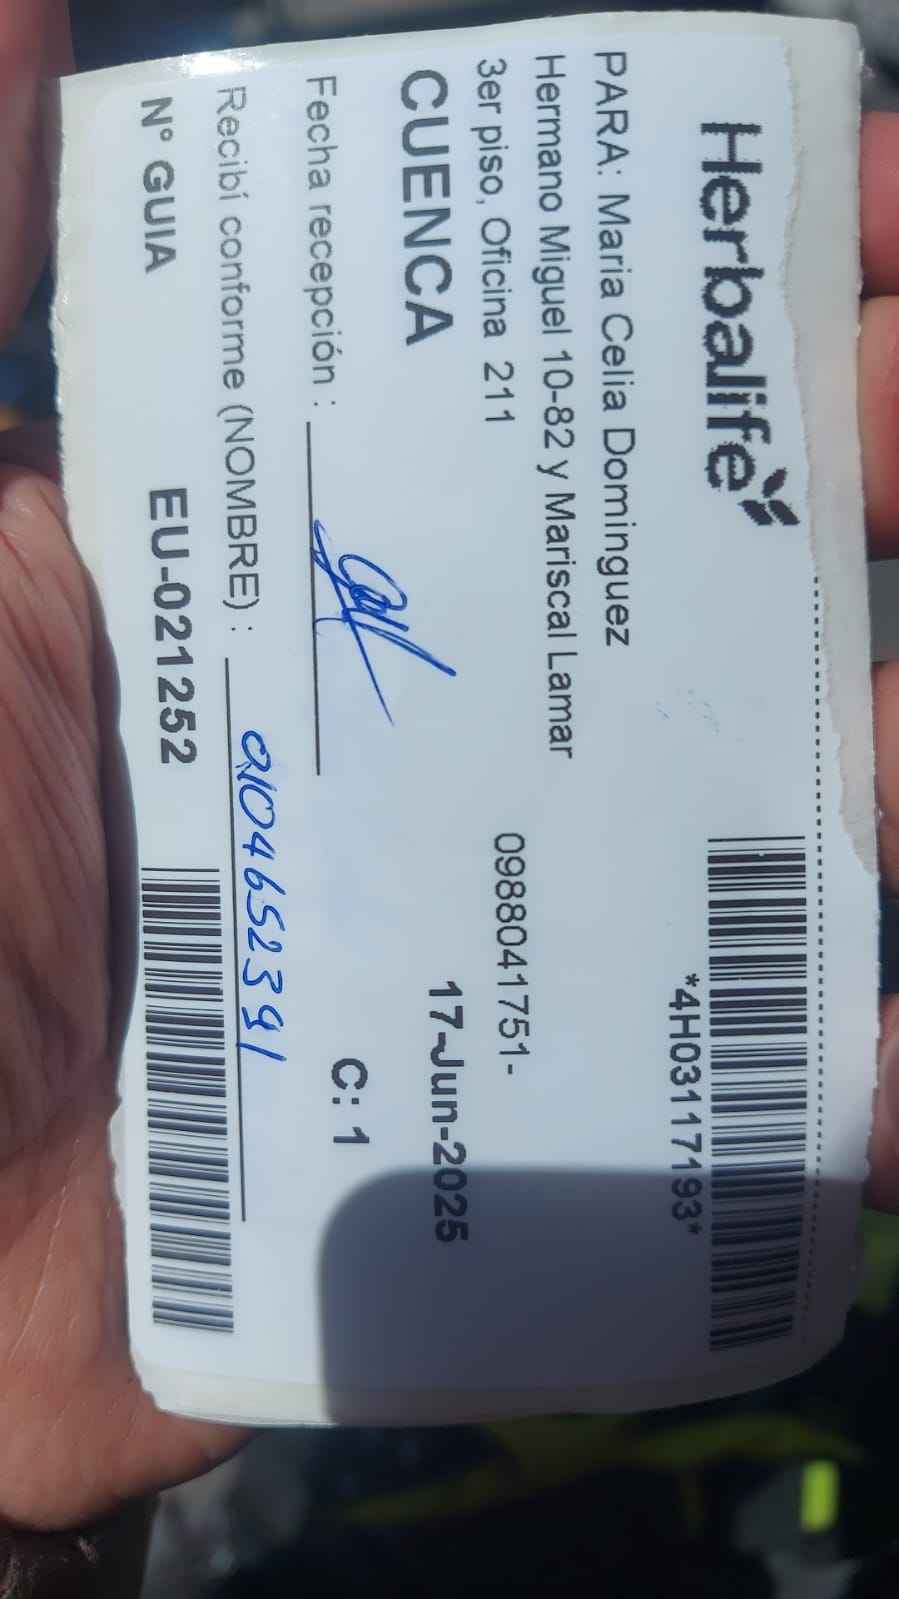 Herbalife
*4H03117193*
PARA: Maria Celia Dominguez
Hermano Miguel 10-82 y Mariscal Lamar
3er piso, Oficina 211 0988041751-
CUENCA 17-Jun-2025
Fecha recepción :
C: 1
Recibí conforme (NOMBRE) : 0104652391
N° GUIA EU-021252